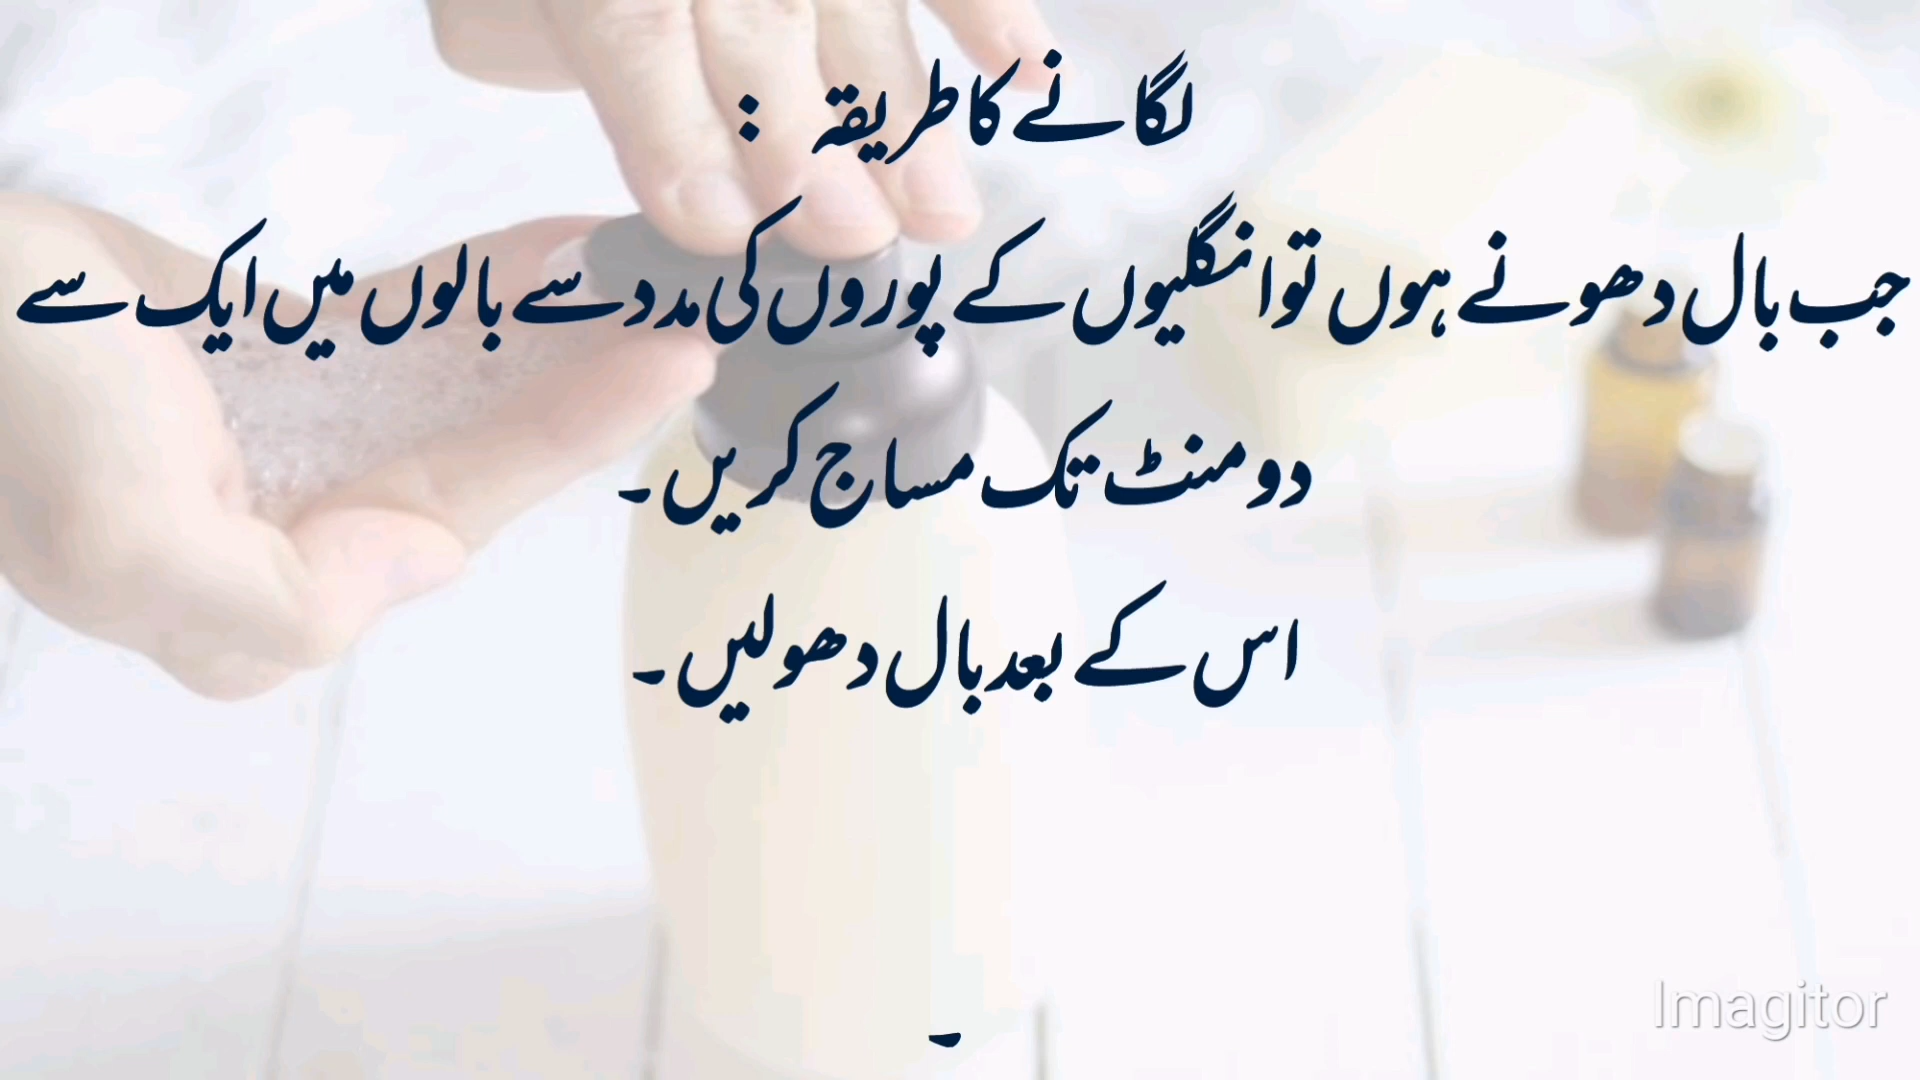 لگانے کا طریقہ :
جب بال دھونے ہوں تو انگلیوں کے پوروں کی مدد سے بالوں میں ایک سے
دو منٹ تک مساج کریں۔
اس کے بعد بال دھولیں۔
۔
Imagitor